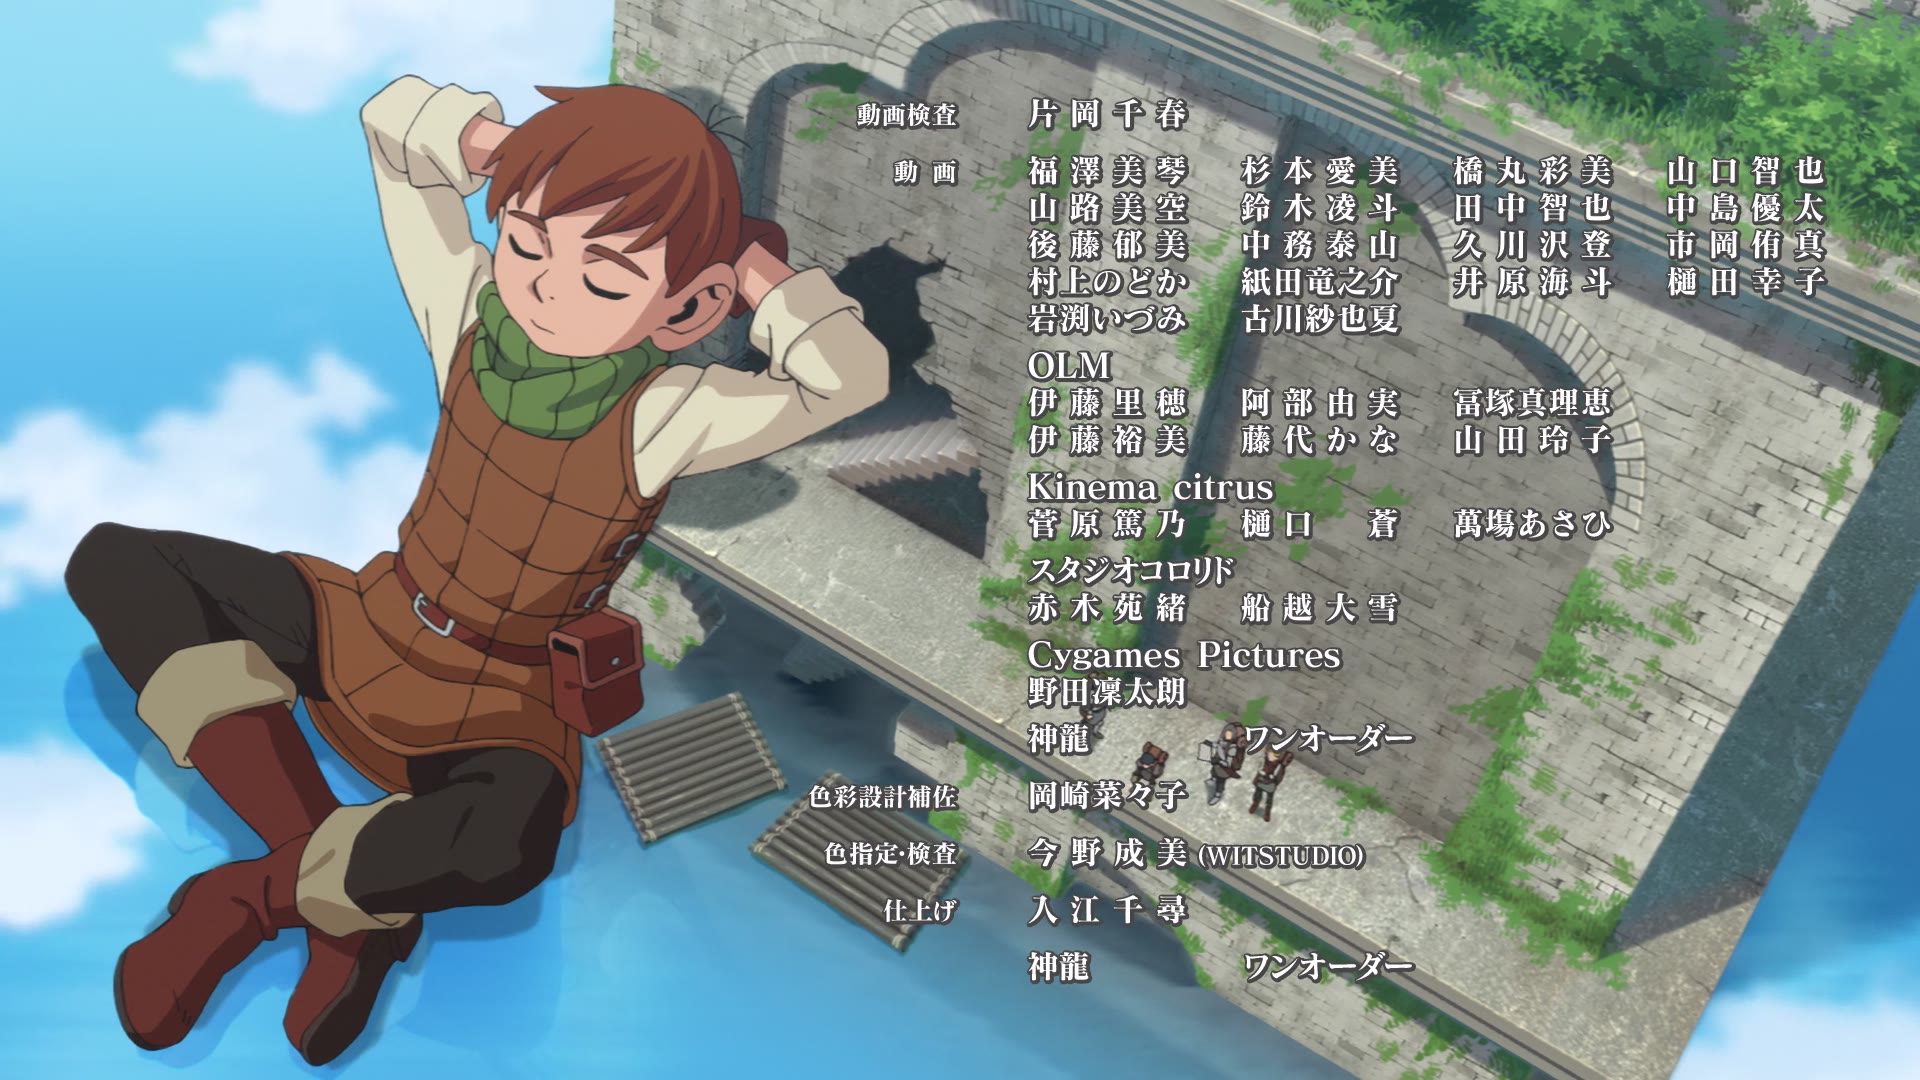 動画検査 片岡千春
動画 福澤美琴 杉本愛美 橋丸彩美 山口智也
山路美空 鈴木凌斗 田中智也 中島優太
後藤郁美 中務泰山 久川沢登 市岡侑真
村上のどか 紙田竜之介 井原海斗 樋田幸子
岩渕いづみ 古川紗也夏
OLM
伊藤里穂 阿部由実 冨塚真理恵
伊藤裕美 藤代かな 山田玲子
Kinema citrus
菅原篤乃 樋口蒼 萬塲あさひ
スタジオコロリド
赤木苑緒 船越大雪
Cygames Pictures
野田凜太朗
神龍 ワンオーダー
色彩設計補佐 岡崎菜々子
色指定・検査 今野成美(WITSTUDIO)
仕上げ 入江千尋
神龍 ワンオーダー